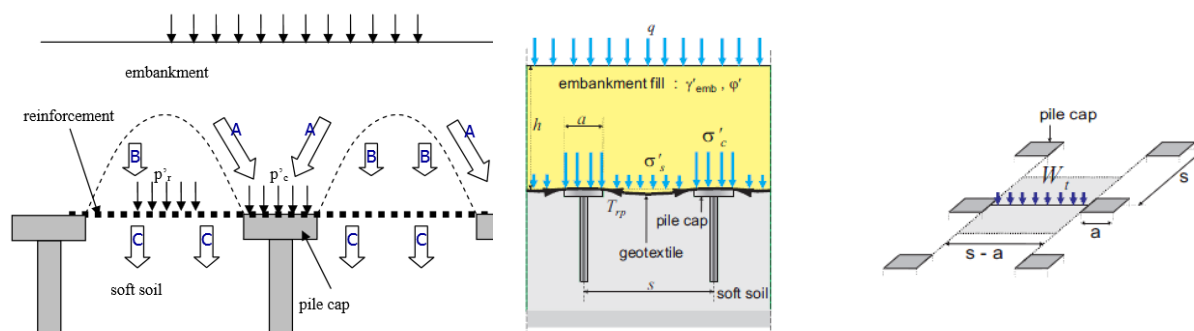 embankment
reinforcement
A
A
A
B
B
B
p'r
p'c
C
C
C
C
soft soil
pile cap
q
embankment fill : γ'emb , φ'
h
a
σ's
σ'c
Trp
pile cap
geotextile
s
soft soil
pile cap
Wt
s
a
s - a